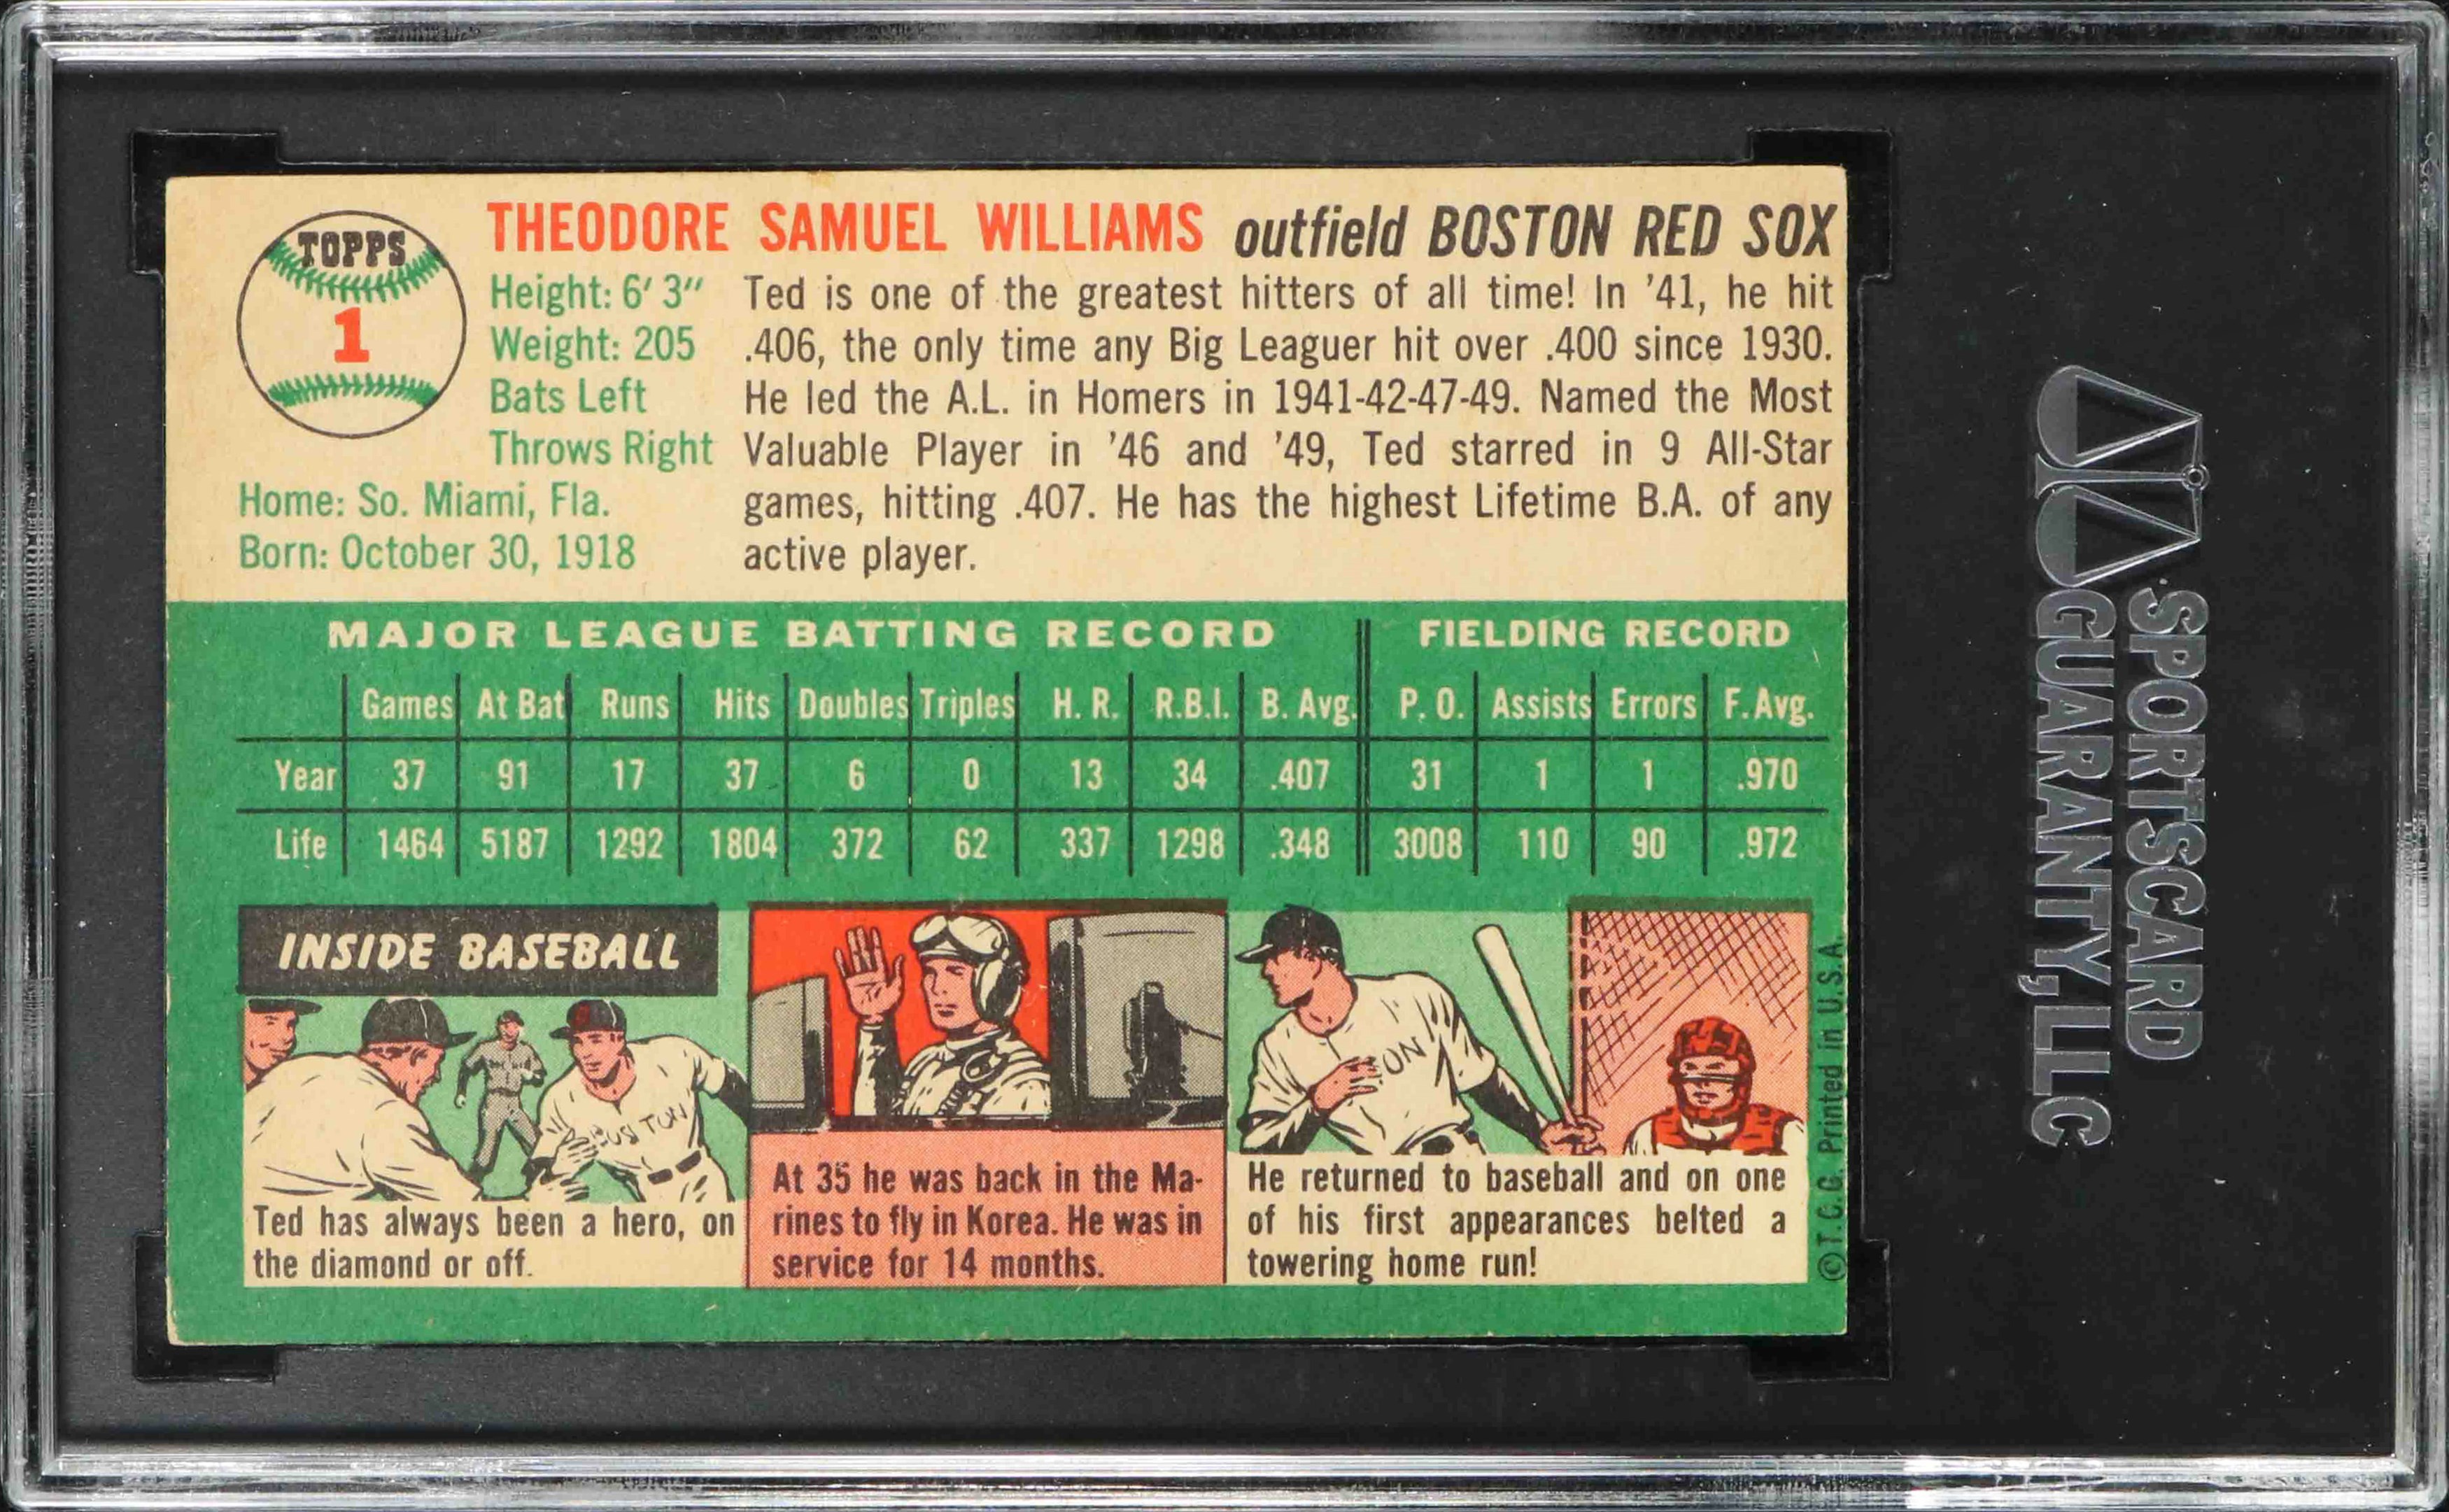 TOPPS
1
THEODORE SAMUEL WILLIAMS outfield BOSTON RED SOX
Height: 6' 3"
Weight: 205
Bats Left
Throws Right
Home: So. Miami, Fla.
Born: October 30, 1918
Ted is one of the greatest hitters of all time! In '41, he hit
.406, the only time any Big Leaguer hit over .400 since 1930.
He led the A.L. in Homers in 1941-42-47-49. Named the Most
Valuable Player in '46 and '49, Ted starred in 9 All-Star
games, hitting .407. He has the highest Lifetime B.A. of any
active player.
MAJOR LEAGUE BATTING RECORD FIELDING RECORD
Games At Bat Runs Hits Doubles Triples H. R. R.B.I. B. Avg. P. O. Assists Errors F. Avg.
Year 37 91 17 37 6 0 13 34 .407 31 1 1 .970
Life 1464 5187 1292 1804 372 62 337 1298 .348 3008 110 90 .972
INSIDE BASEBALL
BOSTON
Ted has always been a hero, on
the diamond or off.
At 35 he was back in the Ma-
rines to fly in Korea. He was in
service for 14 months.
TON
He returned to baseball and on one
of his first appearances belted a
towering home run!
© T.C.G. Printed in U.S.A.
SPORTSCARD
GUARANTY, LLC